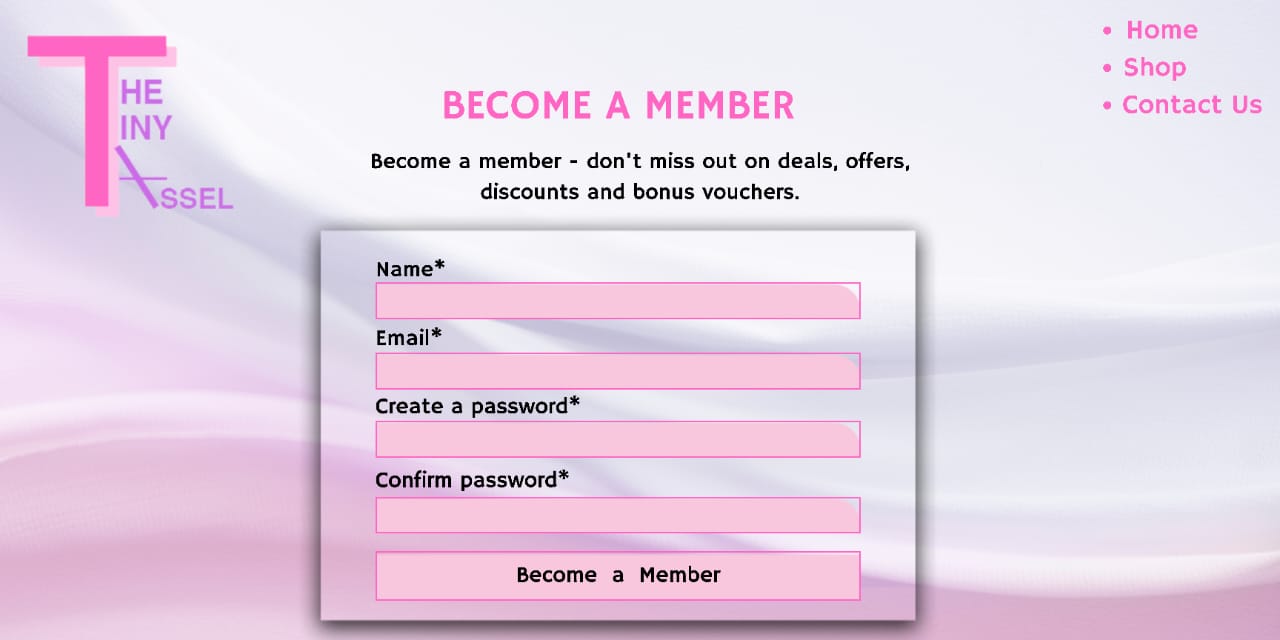 THE
TINY
TASSEL
• Home
• Shop
• Contact Us
BECOME A MEMBER
Become a member - don't miss out on deals, offers,
discounts and bonus vouchers.
Name*
Email*
Create a password*
Confirm password*
Become a Member